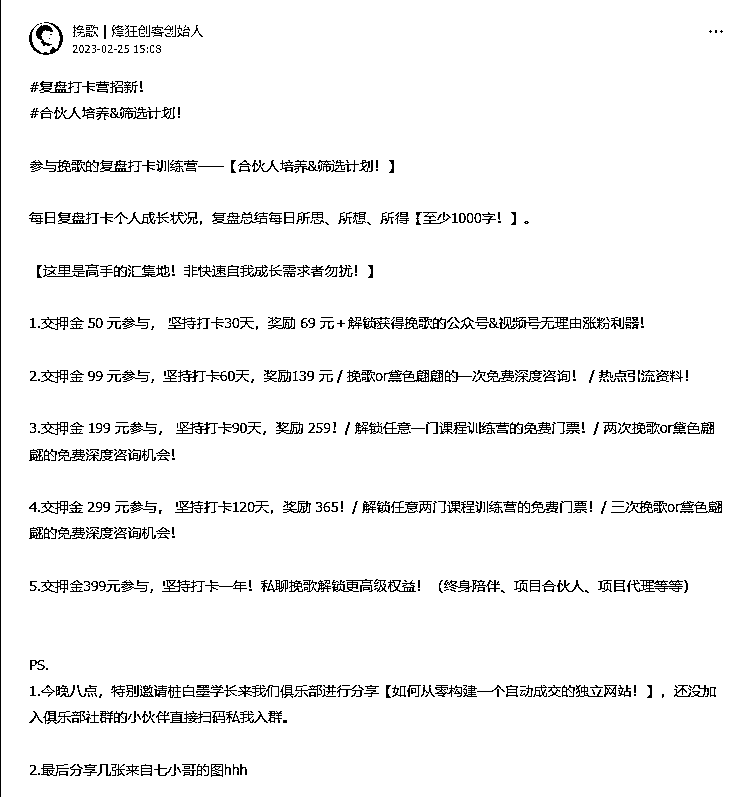 挽歌 | 烽狂创客创始人
2023-02-25 15:08
#复盘打卡营招新！
#合伙人培养&筛选计划！
参与挽歌的复盘打卡训练营——【合伙人培养&筛选计划！】
每日复盘打卡个人成长状况，复盘总结每日所思、所想、所得【至少1000字！】。
【这里是高手的汇集地！非快速自我成长需求者勿扰！】
1.交押金 50 元参与， 坚持打卡30天，奖励 69 元＋解锁获得挽歌的公众号&视频号无理由涨粉利器！
2.交押金 99 元参与，坚持打卡60天，奖励139 元 / 挽歌or黛色翩翩的一次免费深度咨询！ / 热点引流资料！
3.交押金 199 元参与， 坚持打卡90天，奖励 259！/ 解锁任意一门课程训练营的免费门票！/ 两次挽歌or黛色翩
翩的免费深度咨询机会！
4.交押金 299 元参与， 坚持打卡120天，奖励 365！/ 解锁任意两门课程训练营的免费门票！/ 三次挽歌or黛色翩
翩的免费深度咨询机会！
5.交押金399元参与，坚持打卡一年！私聊挽歌解锁更高级权益！（终身陪伴、项目合伙人、项目代理等等）
PS.
1.今晚八点，特别邀请桩白墨学长来我们俱乐部进行分享【如何从零构建一个自动成交的独立网站！】，还没加
入俱乐部社群的小伙伴直接扫码私我入群。
2.最后分享几张来自七小哥的图hhh